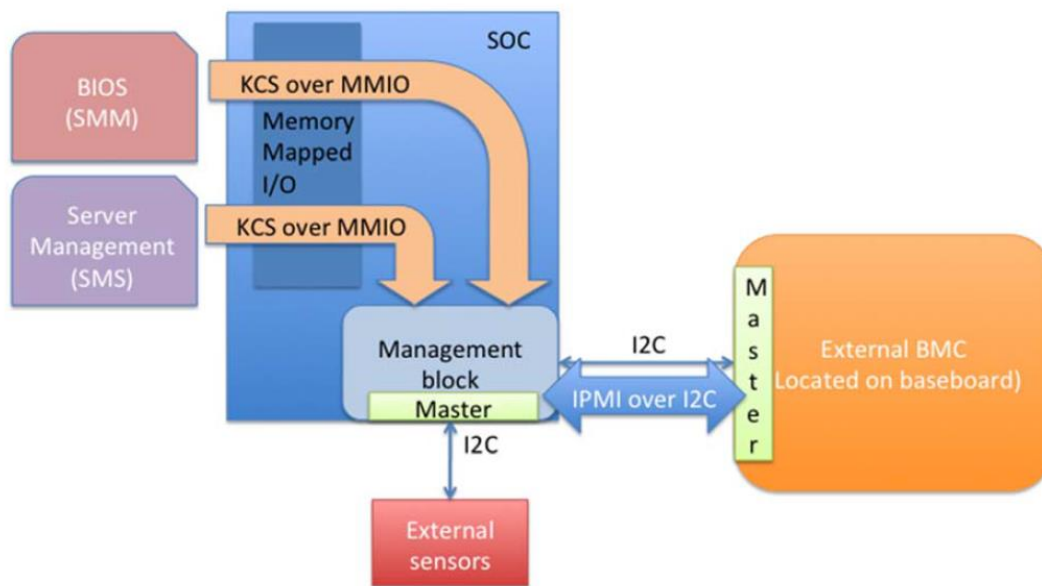 SOC
BIOS
(SMM)
KCS over MMIO
Memory
Mapped
I/O
Server
Management
(SMS)
KCS over MMIO
Management
block
Master
I2C
IPMI over I2C
Master
External BMC
Located on baseboard)
I2C
External
sensors